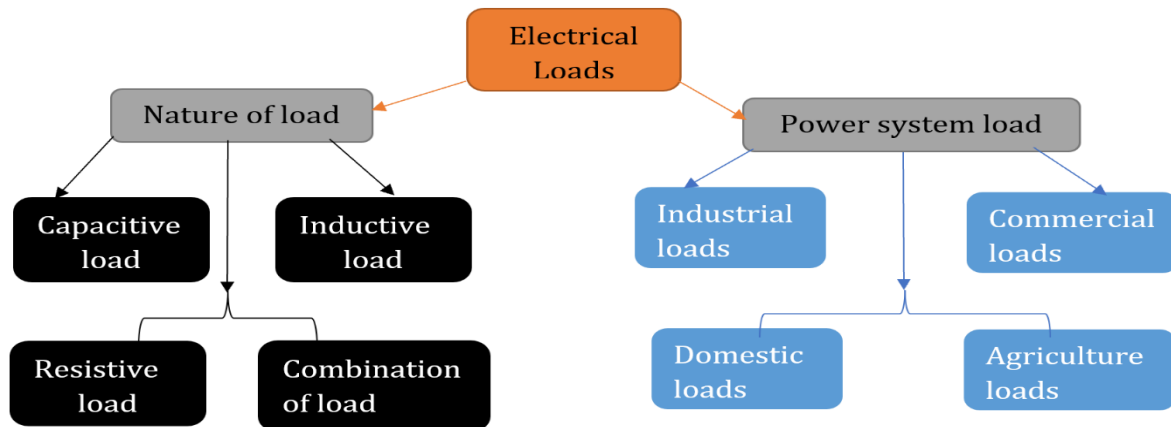 Electrical
Loads
Nature of load
Power system load
Capacitive
load
Inductive
load
Industrial
loads
Commercial
loads
Resistive
load
Combination
of load
Domestic
loads
Agriculture
loads